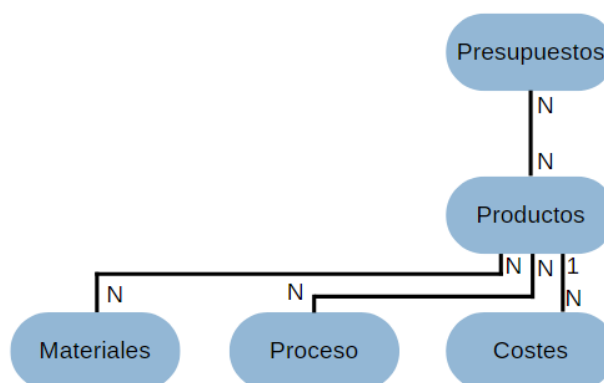 Presupuestos
N
N
Productos
N N 1
N N N
Materiales Proceso Costes